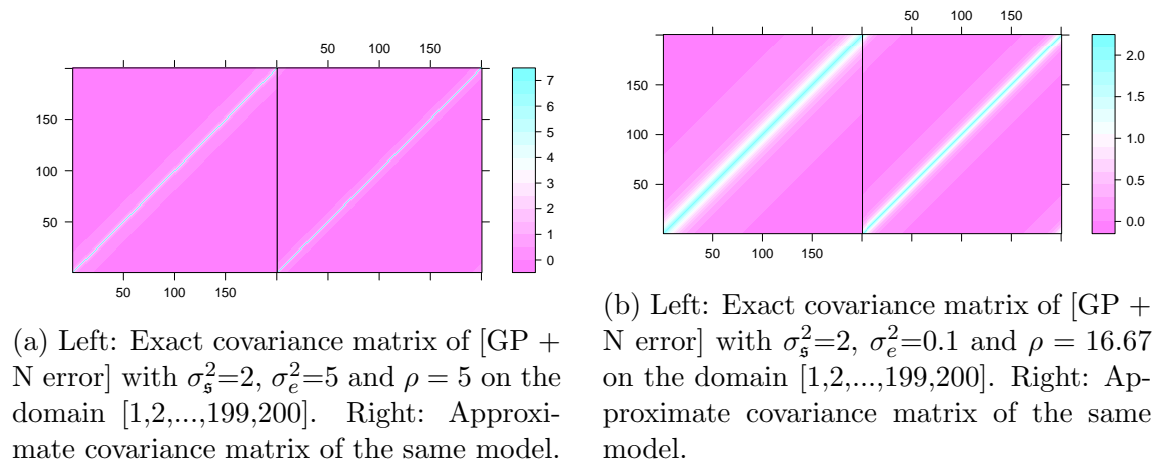 50 100 150
50 100 150
150
100
50
50 100 150
7
6
5
4
3
2
1
0
(a) Left: Exact covariance matrix of [GP +
N error] with σ²𝔰=2, σ²ₑ=5 and ρ = 5 on the
domain [1,2,...,199,200]. Right: Approxi-
mate covariance matrix of the same model.
150
100
50
50 100 150
2.0
1.5
1.0
0.5
0.0
(b) Left: Exact covariance matrix of [GP +
N error] with σ²𝔰=2, σ²ₑ=0.1 and ρ = 16.67
on the domain [1,2,...,199,200]. Right: Ap-
proximate covariance matrix of the same
model.